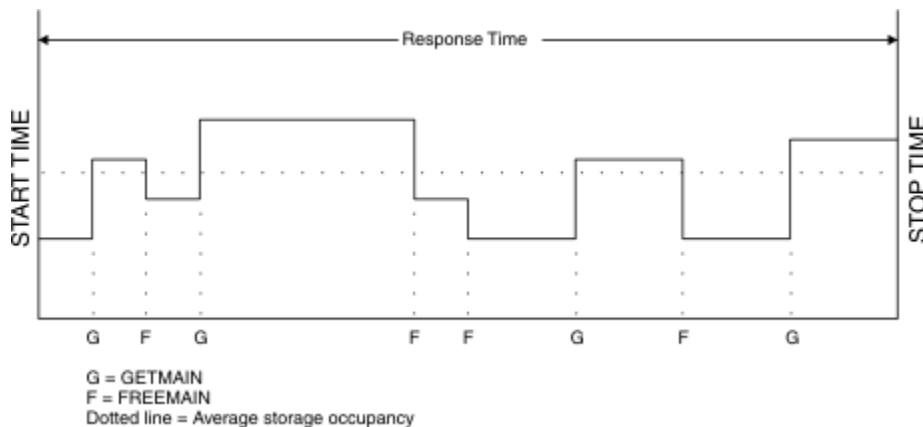 Response Time
START TIME
STOP TIME
G F G F F G F G
G = GETMAIN
F = FREEMAIN
Dotted line = Average storage occupancy